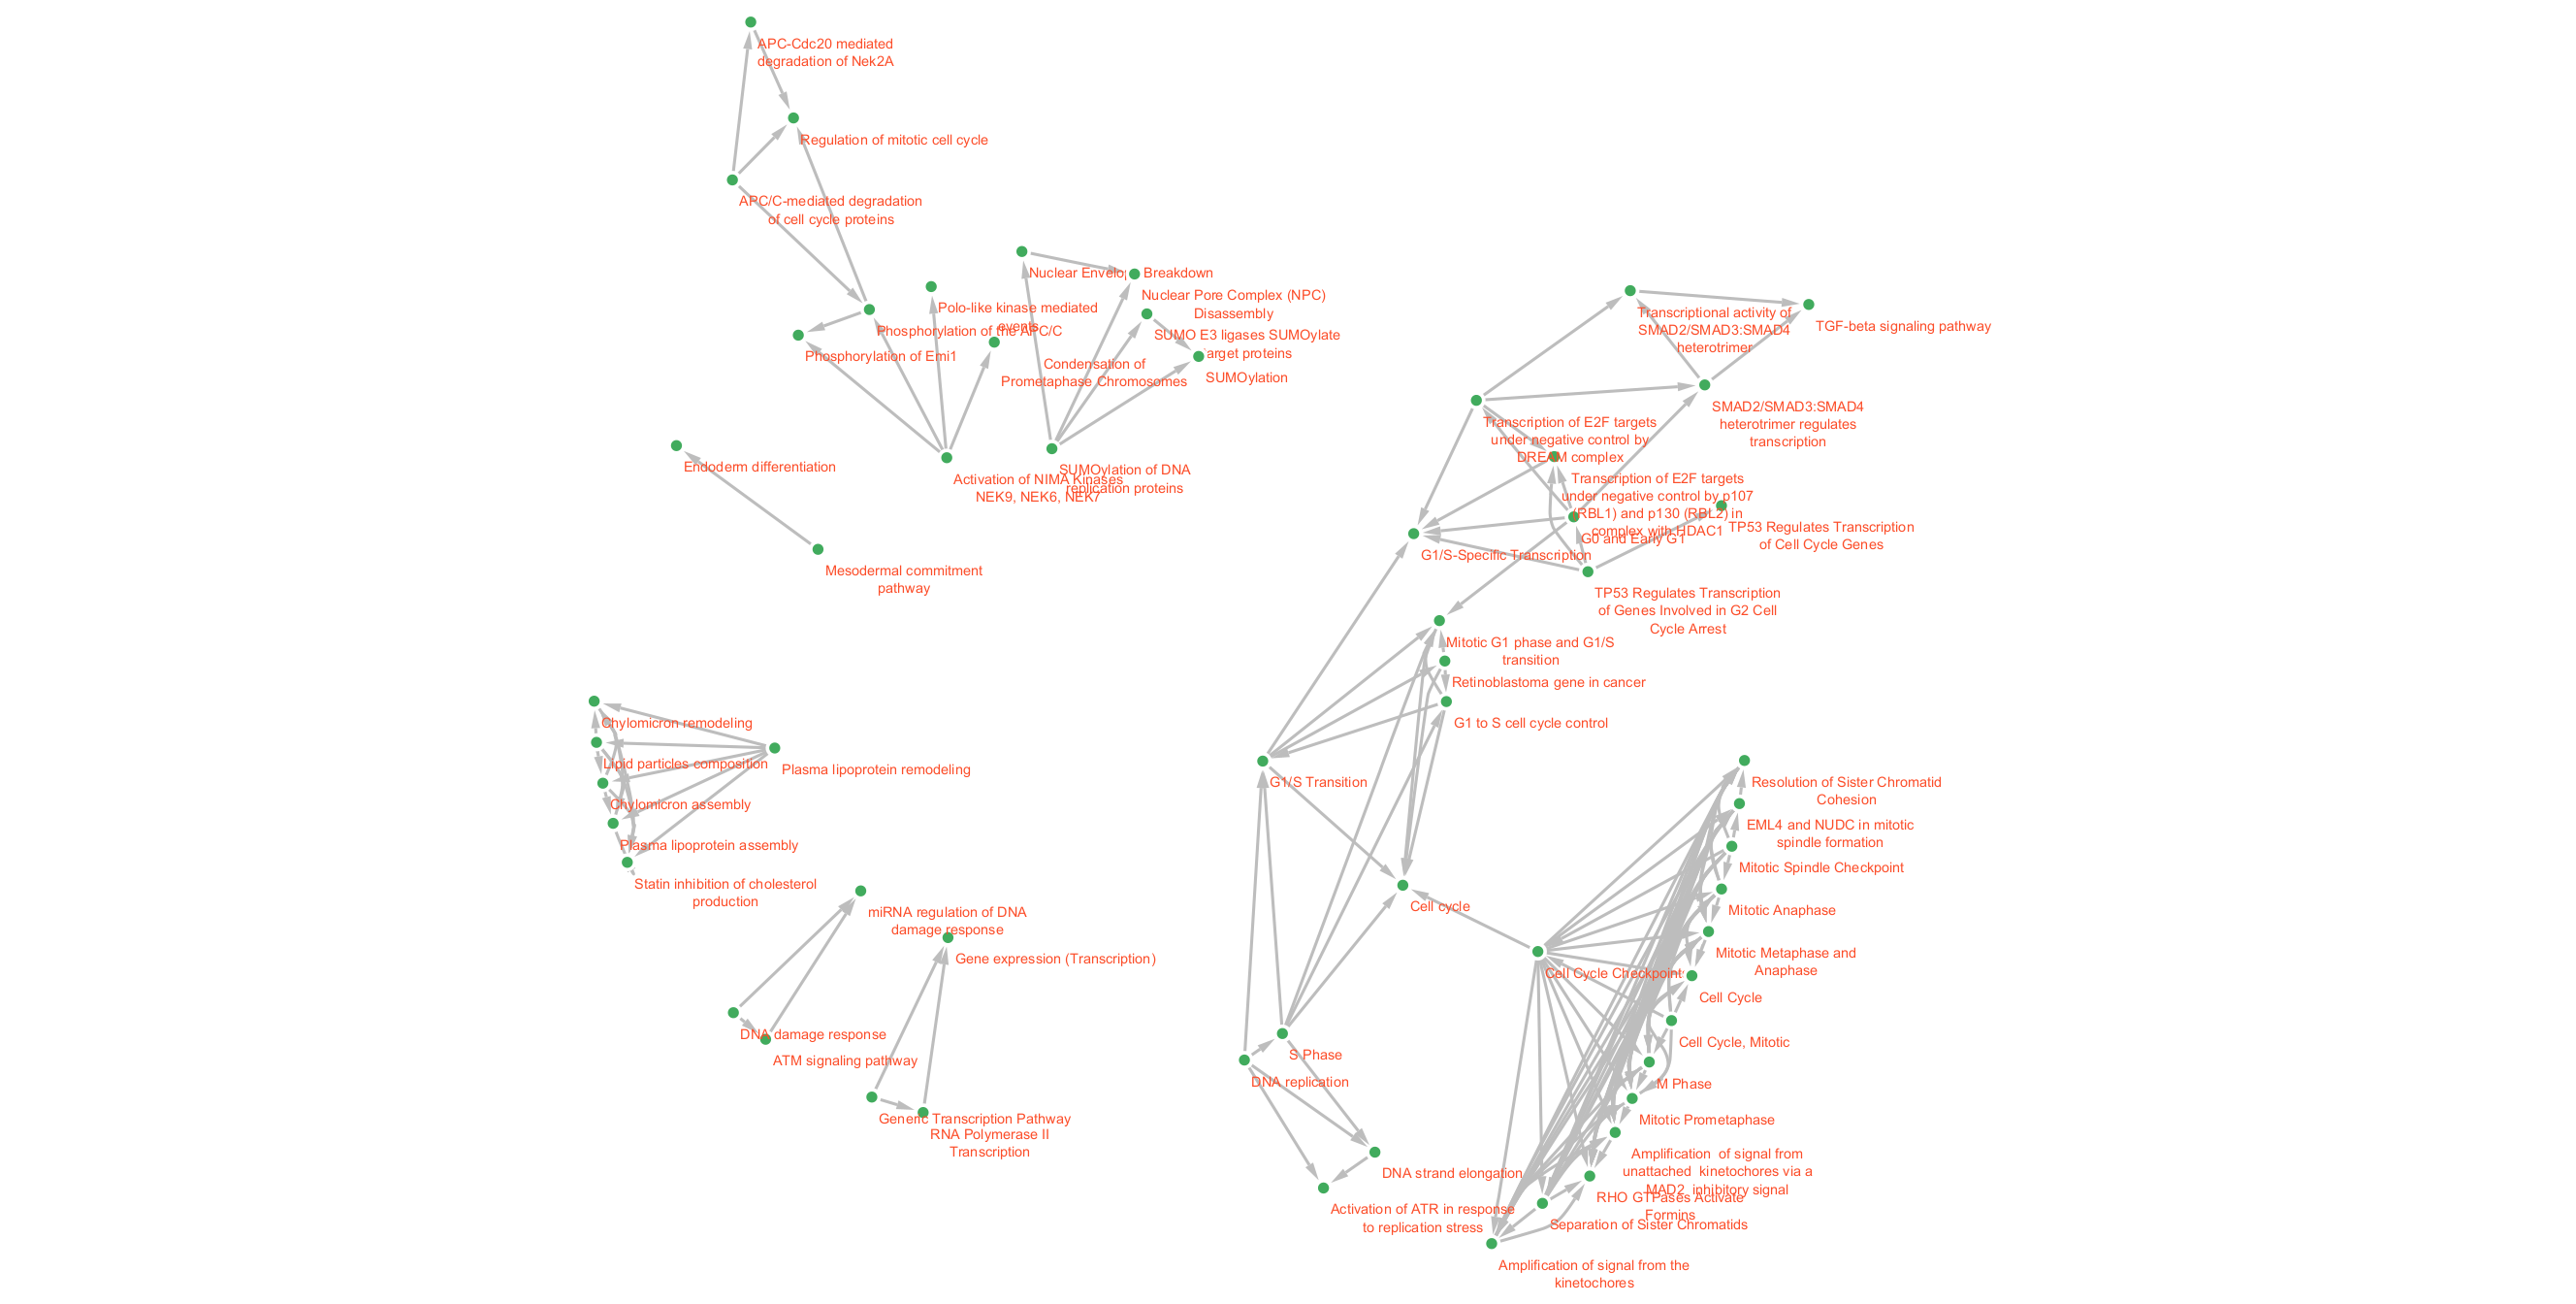 APC-Cdc20 mediated
degradation of Nek2A
Regulation of mitotic cell cycle
APC/C-mediated degradation
of cell cycle proteins
Nuclear Envelop Breakdown
Nuclear Pore Complex (NPC)
Disassembly
Polo-like kinase mediated
events
Phosphorylation of the APC/C
Phosphorylation of Emi1
SUMO E3 ligases SUMOylate
target proteins
SUMOylation
Condensation of
Prometaphase Chromosomes
Endoderm differentiation
Activation of NIMA Kinases
NEK9, NEK6, NEK7
SUMOylation of DNA
replication proteins
Mesodermal commitment
pathway
Transcriptional activity of
SMAD2/SMAD3:SMAD4
heterotrimer
TGF-beta signaling pathway
SMAD2/SMAD3:SMAD4
heterotrimer regulates
transcription
Transcription of E2F targets
under negative control by
DREAM complex
Transcription of E2F targets
under negative control by p107
(RBL1) and p130 (RBL2) in
complex with HDAC1
TP53 Regulates Transcription
of Cell Cycle Genes
G0 and Early G1
G1/S-Specific Transcription
TP53 Regulates Transcription
of Genes Involved in G2 Cell
Cycle Arrest
Mitotic G1 phase and G1/S
transition
Retinoblastoma gene in cancer
G1 to S cell cycle control
Chylomicron remodeling
Lipid particles composition
Plasma lipoprotein remodeling
Chylomicron assembly
Plasma lipoprotein assembly
Statin inhibition of cholesterol
production
G1/S Transition
Resolution of Sister Chromatid
Cohesion
EML4 and NUDC in mitotic
spindle formation
Mitotic Spindle Checkpoint
Mitotic Anaphase
Mitotic Metaphase and
Anaphase
Cell cycle
Cell Cycle Checkpoint
Cell Cycle
Cell Cycle, Mitotic
M Phase
Mitotic Prometaphase
miRNA regulation of DNA
damage response
Gene expression (Transcription)
DNA damage response
ATM signaling pathway
Generic Transcription Pathway
RNA Polymerase II
Transcription
S Phase
DNA replication
DNA strand elongation
Activation of ATR in response
to replication stress
Amplification of signal from
unattached kinetochores via a
MAD2 inhibitory signal
RHO GTPases Activate
Formins
Separation of Sister Chromatids
Amplification of signal from the
kinetochores